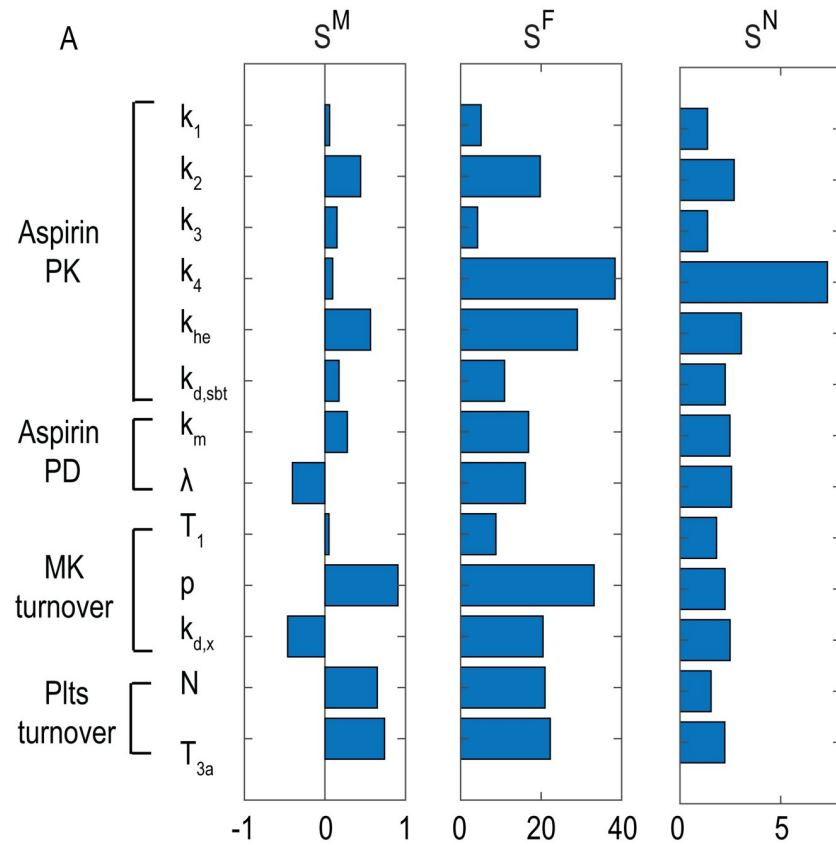 A
S^M
S^F
S^N
Aspirin
PK
k_1
k_2
k_3
k_4
k_he
k_d,sbt
Aspirin
PD
k_m
λ
MK
turnover
T_1
p
k_d,x
Plts
turnover
N
T_3a
-1 0 1
0 20 40
0 5